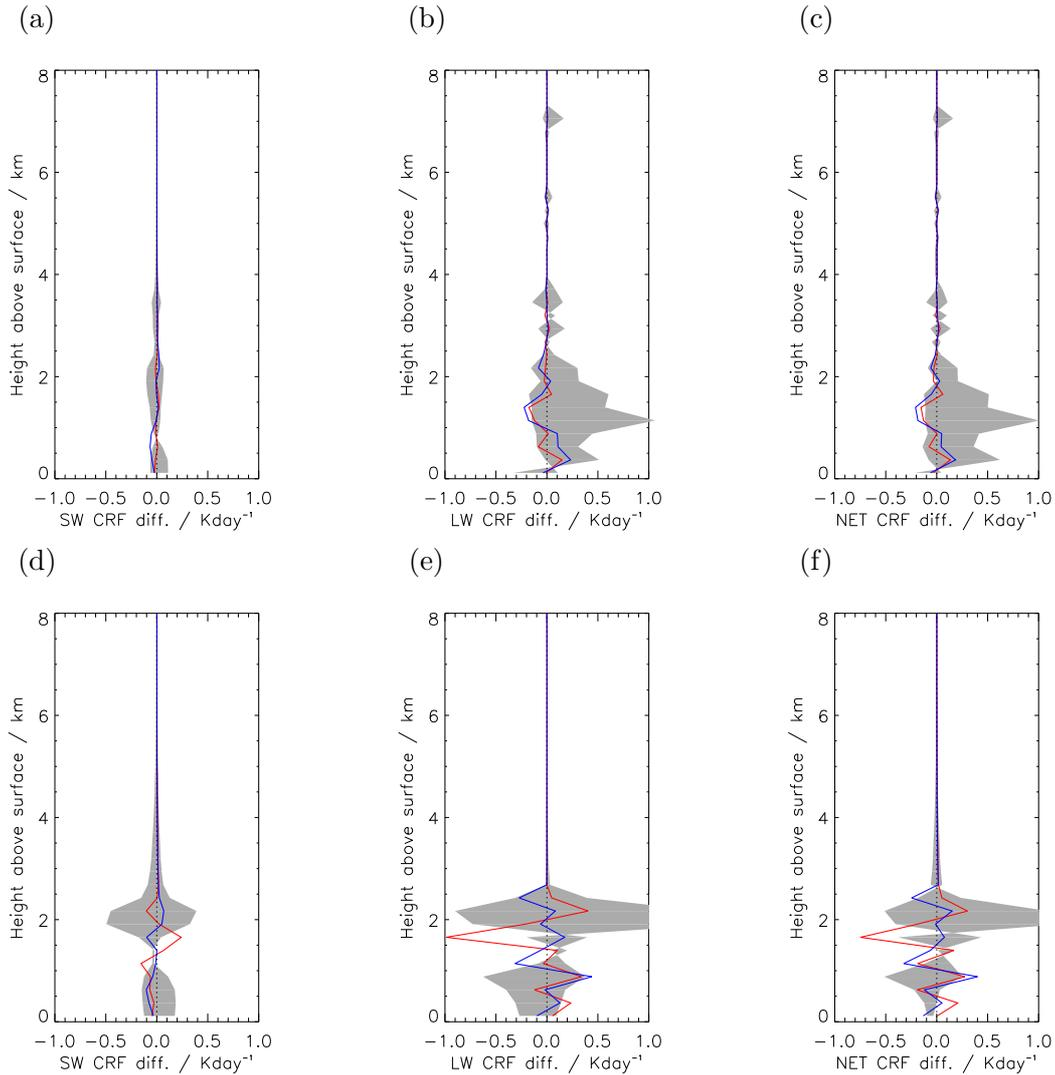 (a) (b) (c)
8 8 8
6 6 6
4 4 4
2 2 2
0 0 0
Height above surface / km Height above surface / km Height above surface / km
−1.0 −0.5 0.0 0.5 1.0 −1.0 −0.5 0.0 0.5 1.0 −1.0 −0.5 0.0 0.5 1.0
SW CRF diff. / Kday⁻¹ LW CRF diff. / Kday⁻¹ NET CRF diff. / Kday⁻¹
(d) (e) (f)
8 8 8
6 6 6
4 4 4
2 2 2
0 0 0
Height above surface / km Height above surface / km Height above surface / km
−1.0 −0.5 0.0 0.5 1.0 −1.0 −0.5 0.0 0.5 1.0 −1.0 −0.5 0.0 0.5 1.0
SW CRF diff. / Kday⁻¹ LW CRF diff. / Kday⁻¹ NET CRF diff. / Kday⁻¹